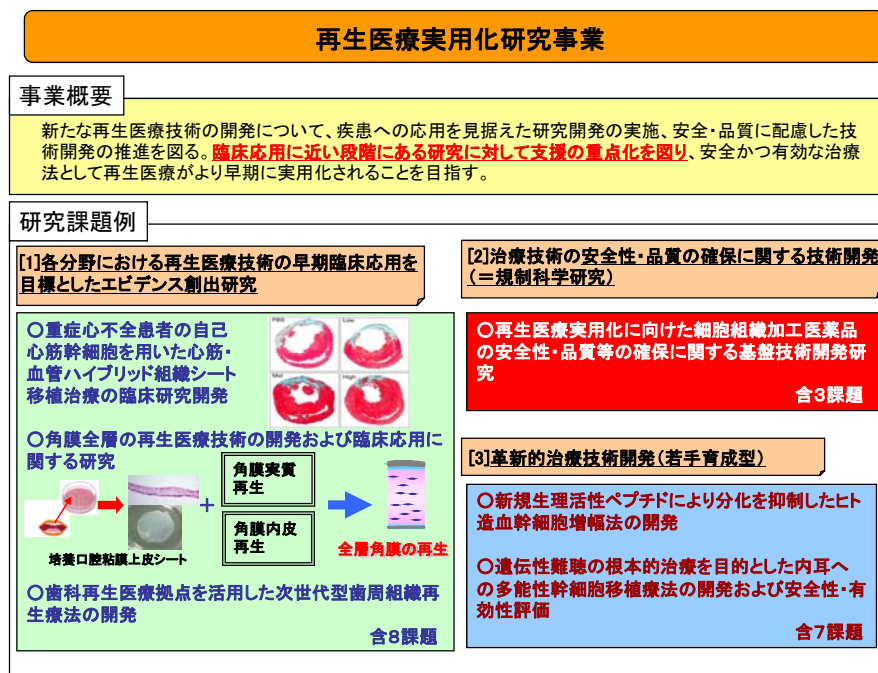 再生医療実用化研究事業
事業概要
新たな再生医療技術の開発について、疾患への応用を見据えた研究開発の実施、安全・品質に配慮した技
術開発の推進を図る。臨床応用に近い段階にある研究に対して支援の重点化を図り、安全かつ有効な治療
法として再生医療がより早期に実用化されることを目指す。
研究課題例
[1]各分野における再生医療技術の早期臨床応用を
目標としたエビデンス創出研究
〇重症心不全患者の自己
心筋幹細胞を用いた心筋・
血管ハイブリッド組織シート
移植治療の臨床研究開発
PBS
Low
Mid
High
〇角膜全層の再生医療技術の開発および臨床応用に
関する研究
+
角膜実質
再生
角膜内皮
再生
培養口腔粘膜上皮シート
全層角膜の再生
〇歯科再生医療拠点を活用した次世代型歯周組織再
生療法の開発
含8課題
[2]治療技術の安全性・品質の確保に関する技術開発
(=規制科学研究)
〇再生医療実用化に向けた細胞組織加工医薬品
の安全性・品質等の確保に関する基盤技術開発研
究
含3課題
[3]革新的治療技術開発(若手育成型)
〇新規生理活性ペプチドにより分化を抑制したヒト
造血幹細胞増幅法の開発
〇遺伝性難聴の根本的治療を目的とした内耳へ
の多能性幹細胞移植療法の開発および安全性・有
効性評価
含7課題